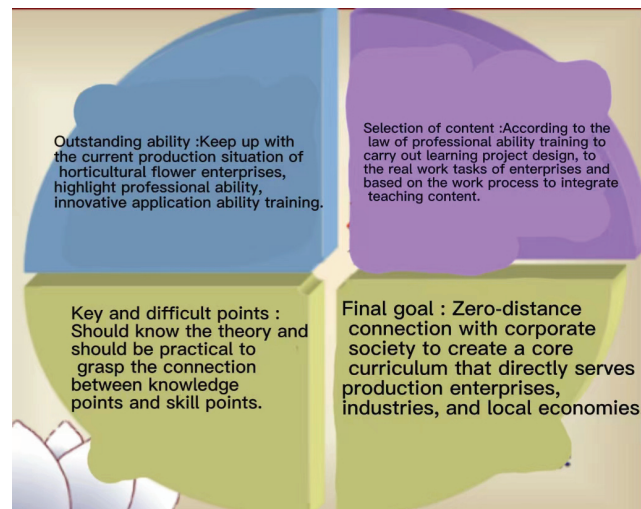 Outstanding ability :Keep up with
the current production situation of
horticultural flower enterprises,
highlight professional ability,
innovative application ability training.
Selection of content :According to the
law of professional ability training to
carry out learning project design, to
the real work tasks of enterprises and
based on the work process to integrate
teaching content.
Key and difficult points :
Should know the theory and
should be practical to
grasp the connection
between knowledge
points and skill points.
Final goal : Zero-distance
connection with corporate
society to create a core
curriculum that directly serves
production enterprises,
industries, and local economies